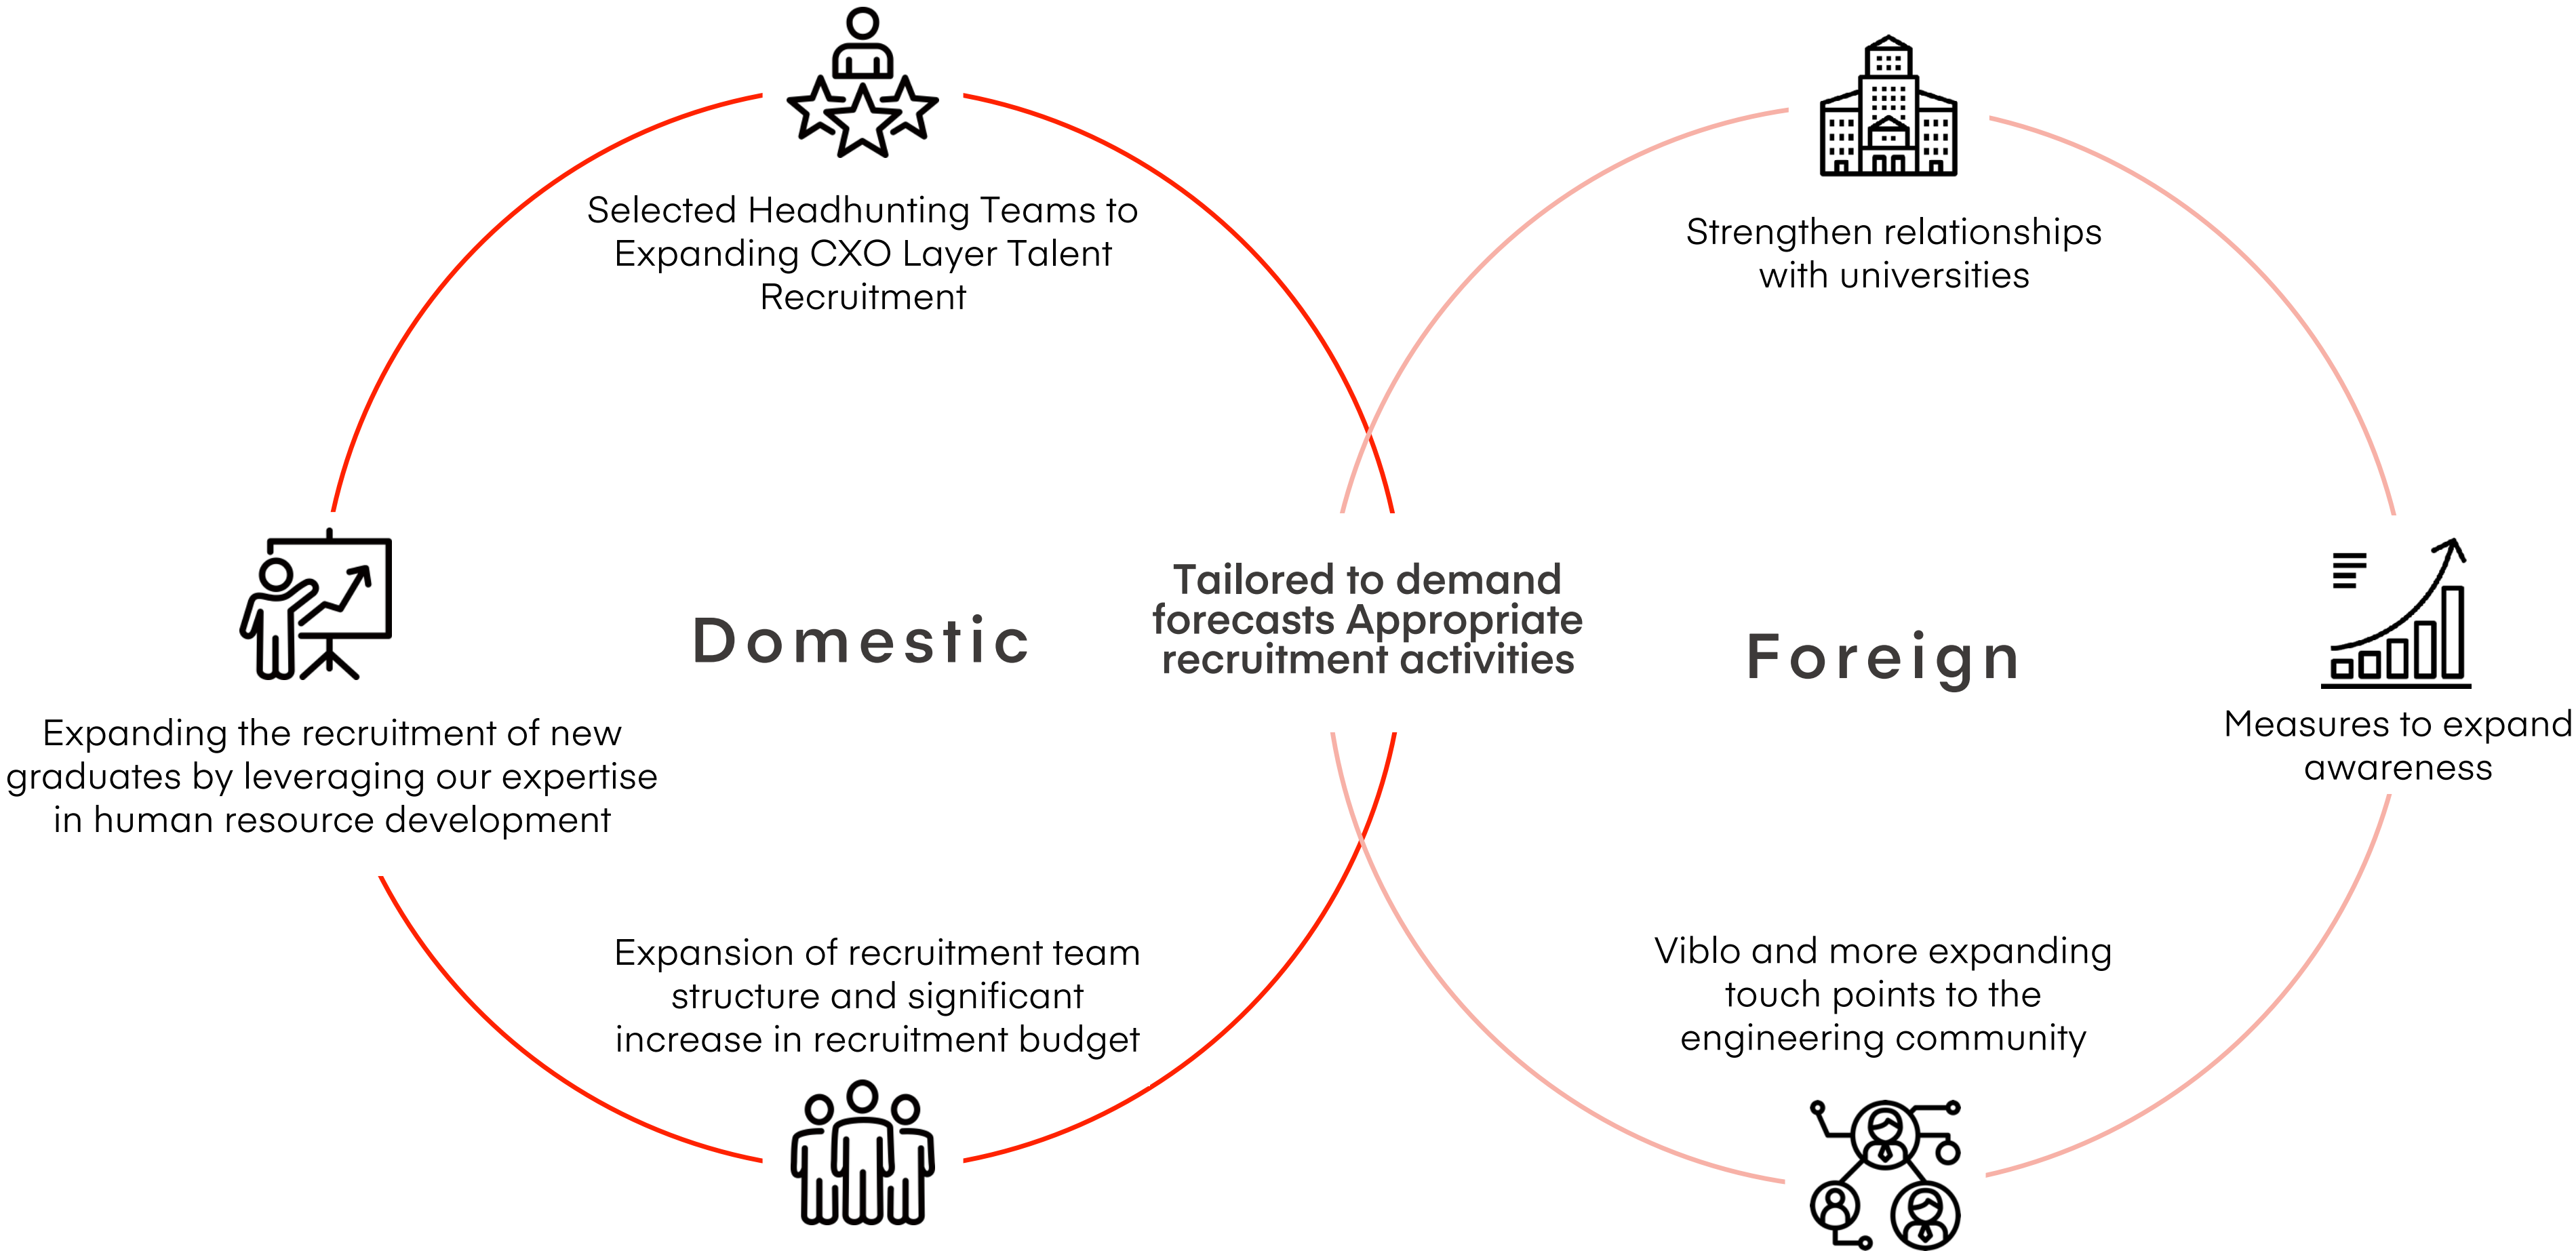 Selected Headhunting Teams to
Expanding CXO Layer Talent
Recruitment
Strengthen relationships
with universities
Domestic
Tailored to demand
forecasts Appropriate
recruitment activities
Foreign
Expanding the recruitment of new
graduates by leveraging our expertise
in human resource development
Measures to expand
awareness
Expansion of recruitment team
structure and significant
increase in recruitment budget
Viblo and more expanding
touch points to the
engineering community